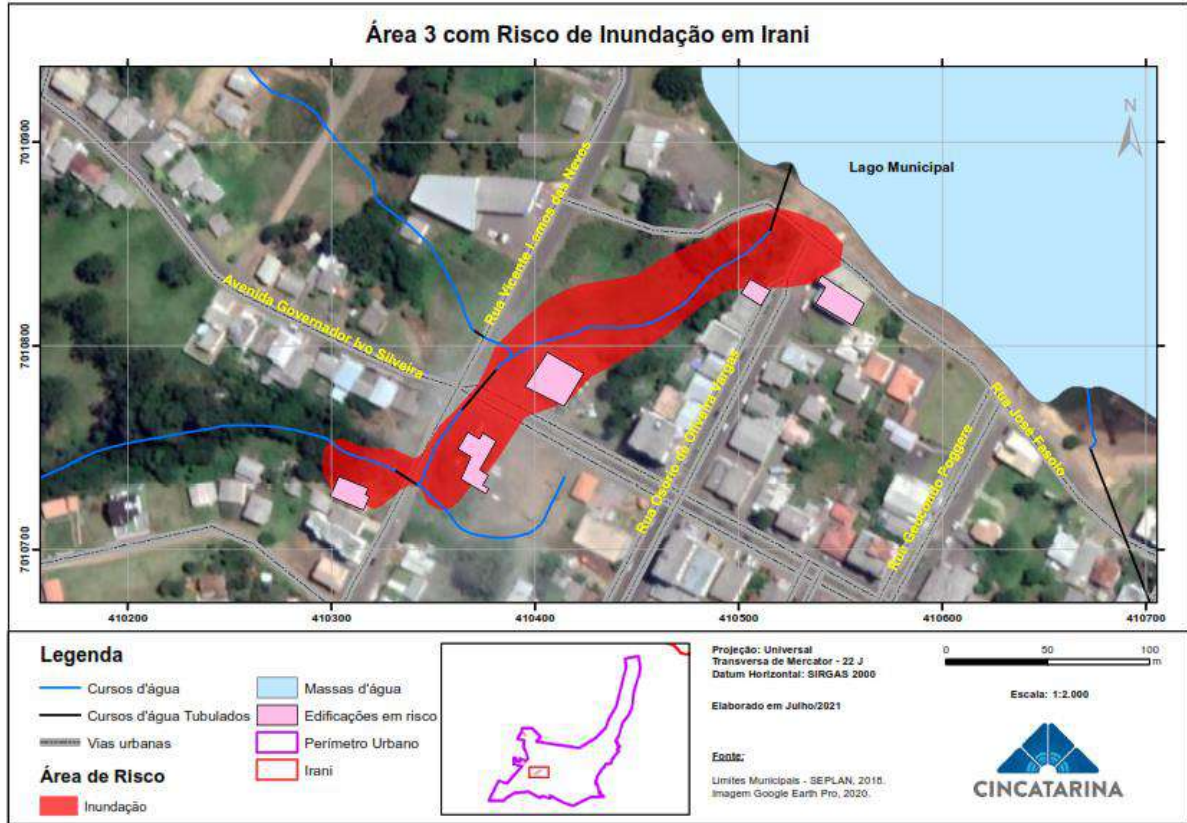 Área 3 com Risco de Inundação em Irani
N
Lago Municipal
Rua Vicente Lemos das Neves
Avenida Governador Ivo Silveira
Rua Osorio de Oliveira Vargas
Rua José Fasolo
Rua Geocondo Poggere
7010900
7010800
7010700
410200
410300
410400
410500
410600
410700
Legenda
Cursos d'água
Cursos d'água Tubulados
Vias urbanas
Área de Risco
Inundação
Massas d'água
Edificações em risco
Perímetro Urbano
Irani
Projeção: Universal
Transversa de Mercator - 22 J
Datum Horizontal: SIRGAS 2000
Elaborado em Julho/2021
Fonte:
Limites Municipais - SEPLAN, 2018.
Imagem Google Earth Pro, 2020.
0 50 100
m
Escala: 1:2.000
CINCATARINA